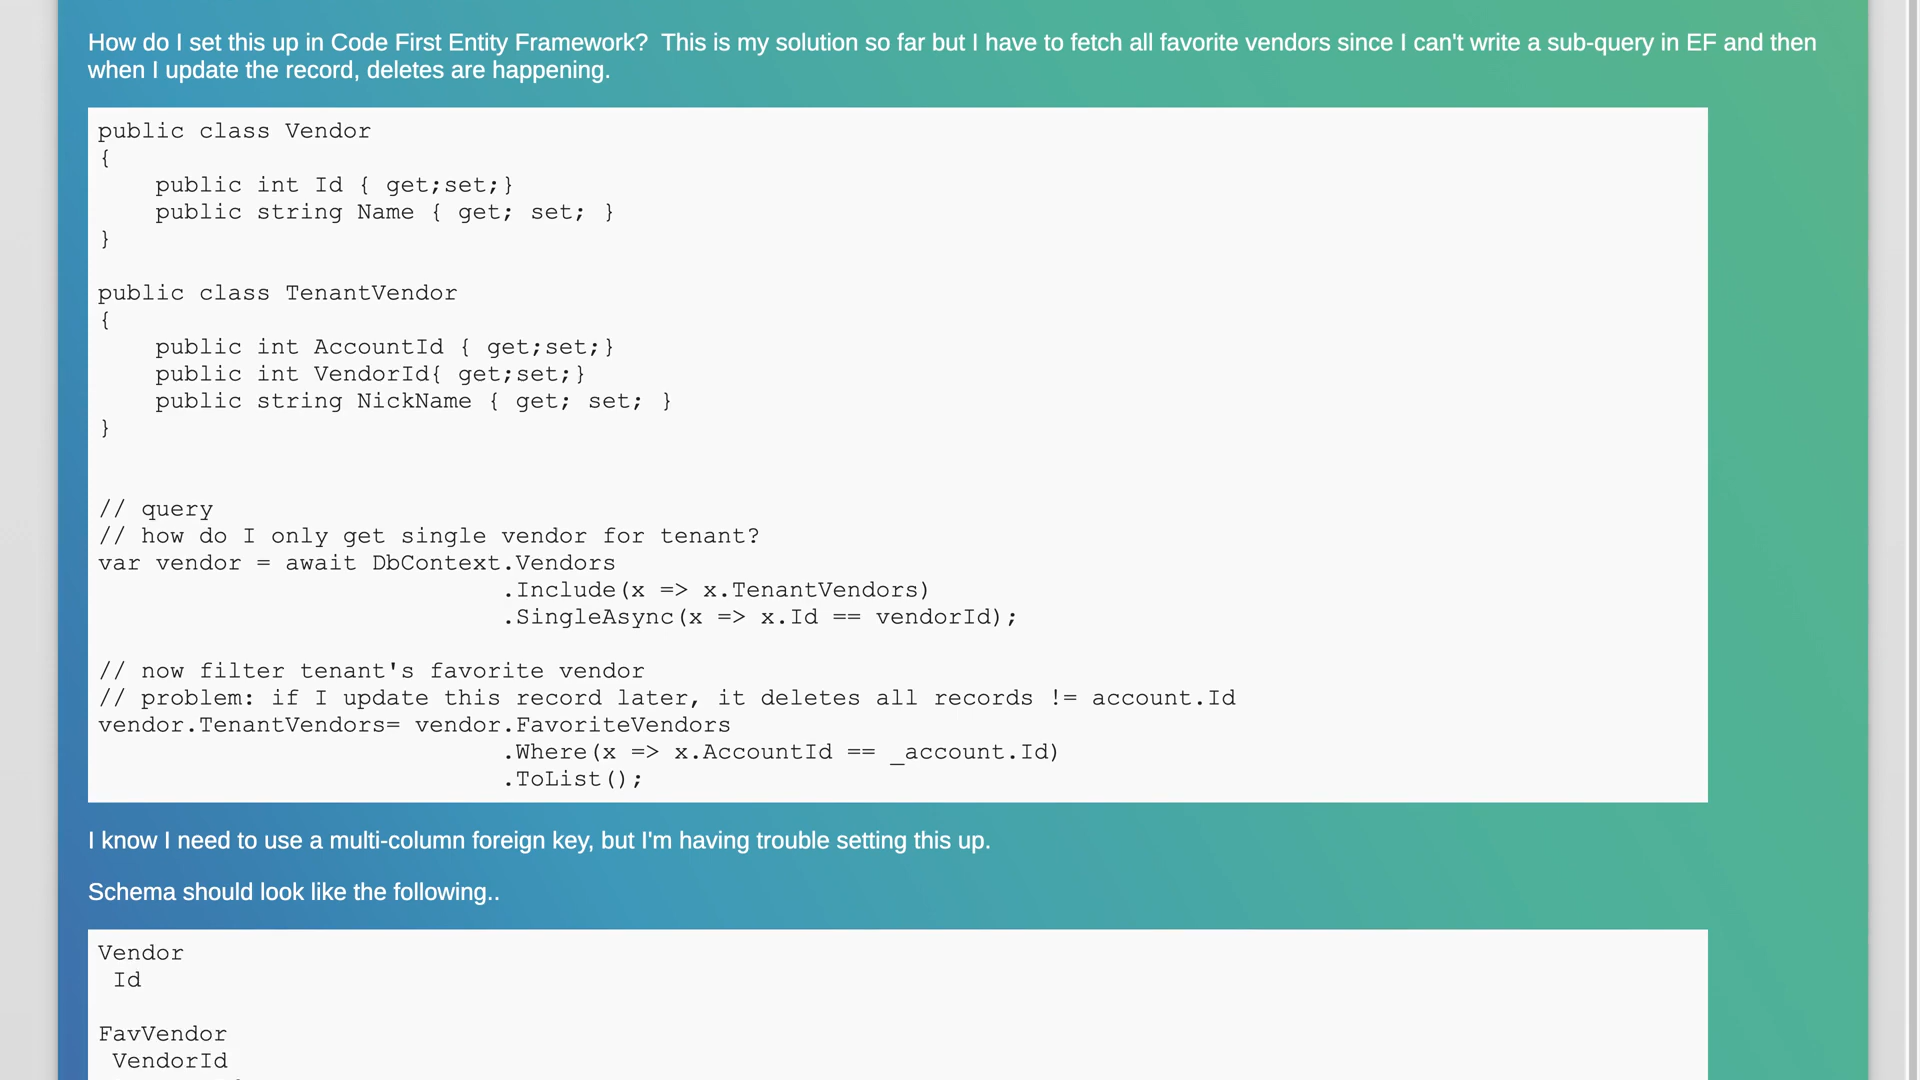 How do I set this up in Code First Entity Framework?  This is my solution so far but I have to fetch all favorite vendors since I can't write a sub-query in EF and then
when I update the record, deletes are happening.
public class Vendor
{
    public int Id { get;set;}
    public string Name { get; set; }
}
public class TenantVendor
{
    public int AccountId { get;set;}
    public int VendorId{ get;set;}
    public string NickName { get; set; }
}
// query
// how do I only get single vendor for tenant?
var vendor = await DbContext.Vendors
                            .Include(x => x.TenantVendors)
                            .SingleAsync(x => x.Id == vendorId);
// now filter tenant's favorite vendor
// problem: if I update this record later, it deletes all records != account.Id
vendor.TenantVendors= vendor.FavoriteVendors
                            .Where(x => x.AccountId == _account.Id)
                            .ToList();
I know I need to use a multi-column foreign key, but I'm having trouble setting this up.
Schema should look like the following..
Vendor
 Id
FavVendor
 VendorId